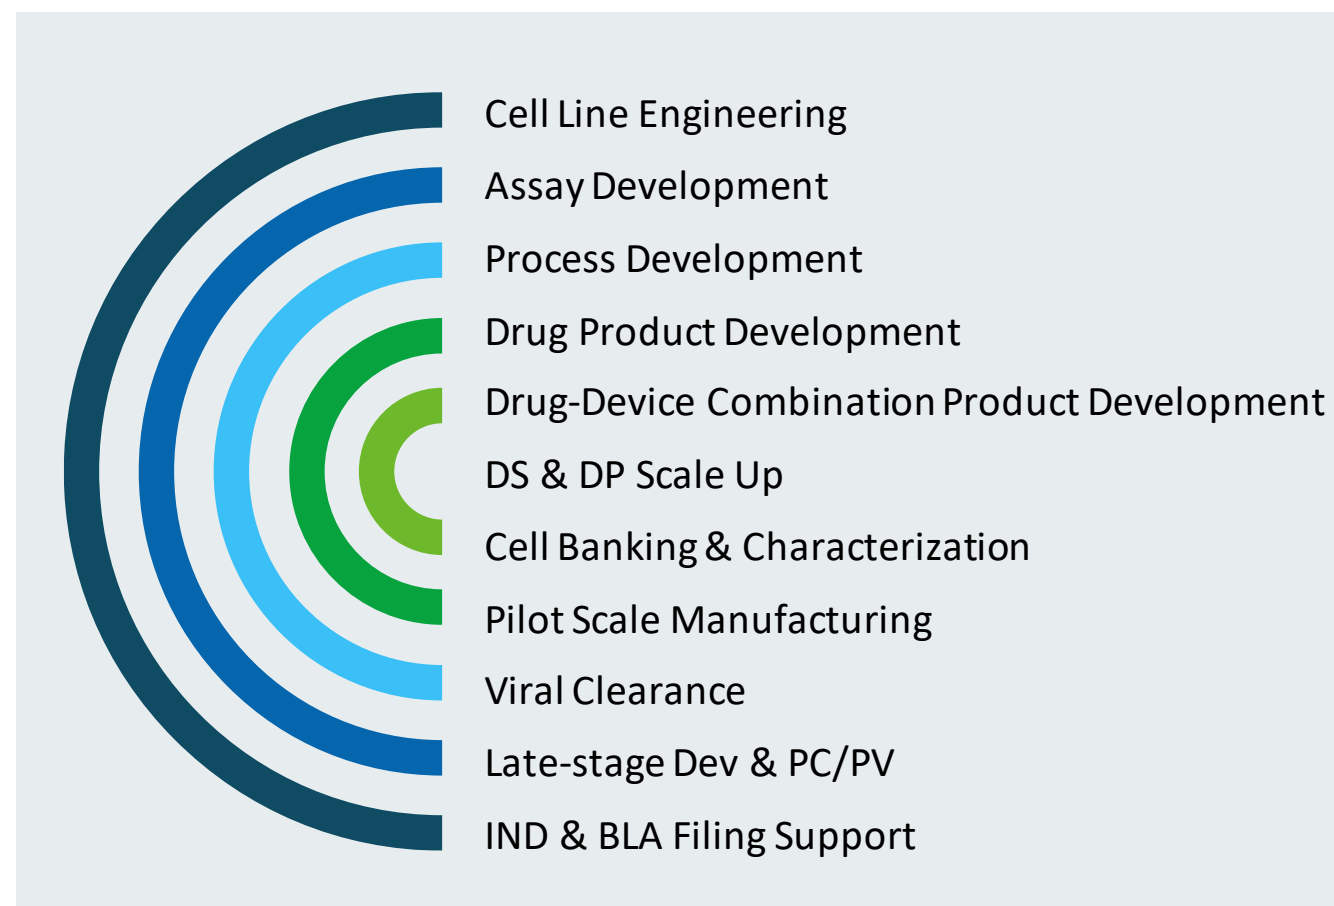 Cell Line Engineering
Assay Development
Process Development
Drug Product Development
Drug-Device Combination Product Development
DS & DP Scale Up
Cell Banking & Characterization
Pilot Scale Manufacturing
Viral Clearance
Late-stage Dev & PC/PV
IND & BLA Filing Support